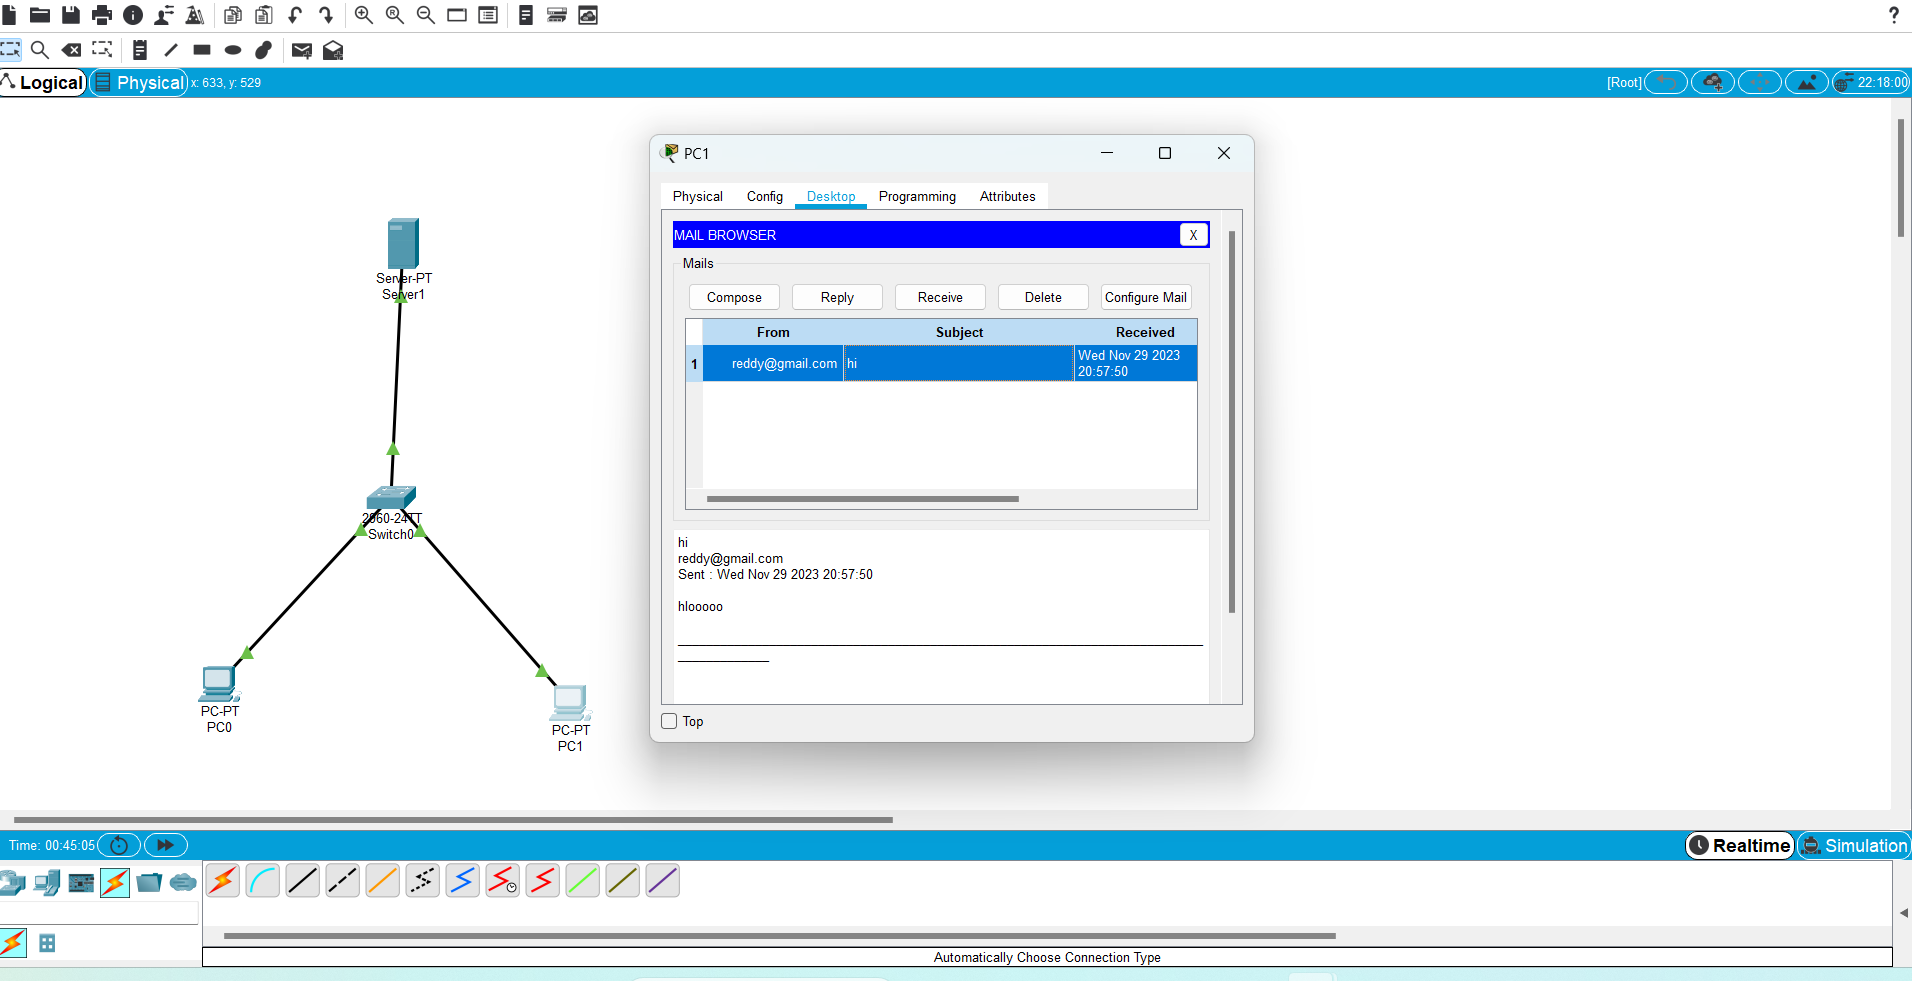 ?
Logical
Physical
x: 633, y: 529
[Root]
22:18:00
PC1
Physical Config Desktop Programming Attributes
MAIL BROWSER
X
Mails
Compose Reply Receive Delete Configure Mail
From Subject Received
1 reddy@gmail.com hi Wed Nov 29 2023
20:57:50
hi
reddy@gmail.com
Sent : Wed Nov 29 2023 20:57:50
hlooooo
Top
Server-PT
Server1
2960-24TT
Switch0
PC-PT
PC0
PC-PT
PC1
Time: 00:45:05
Realtime
Simulation
Automatically Choose Connection Type